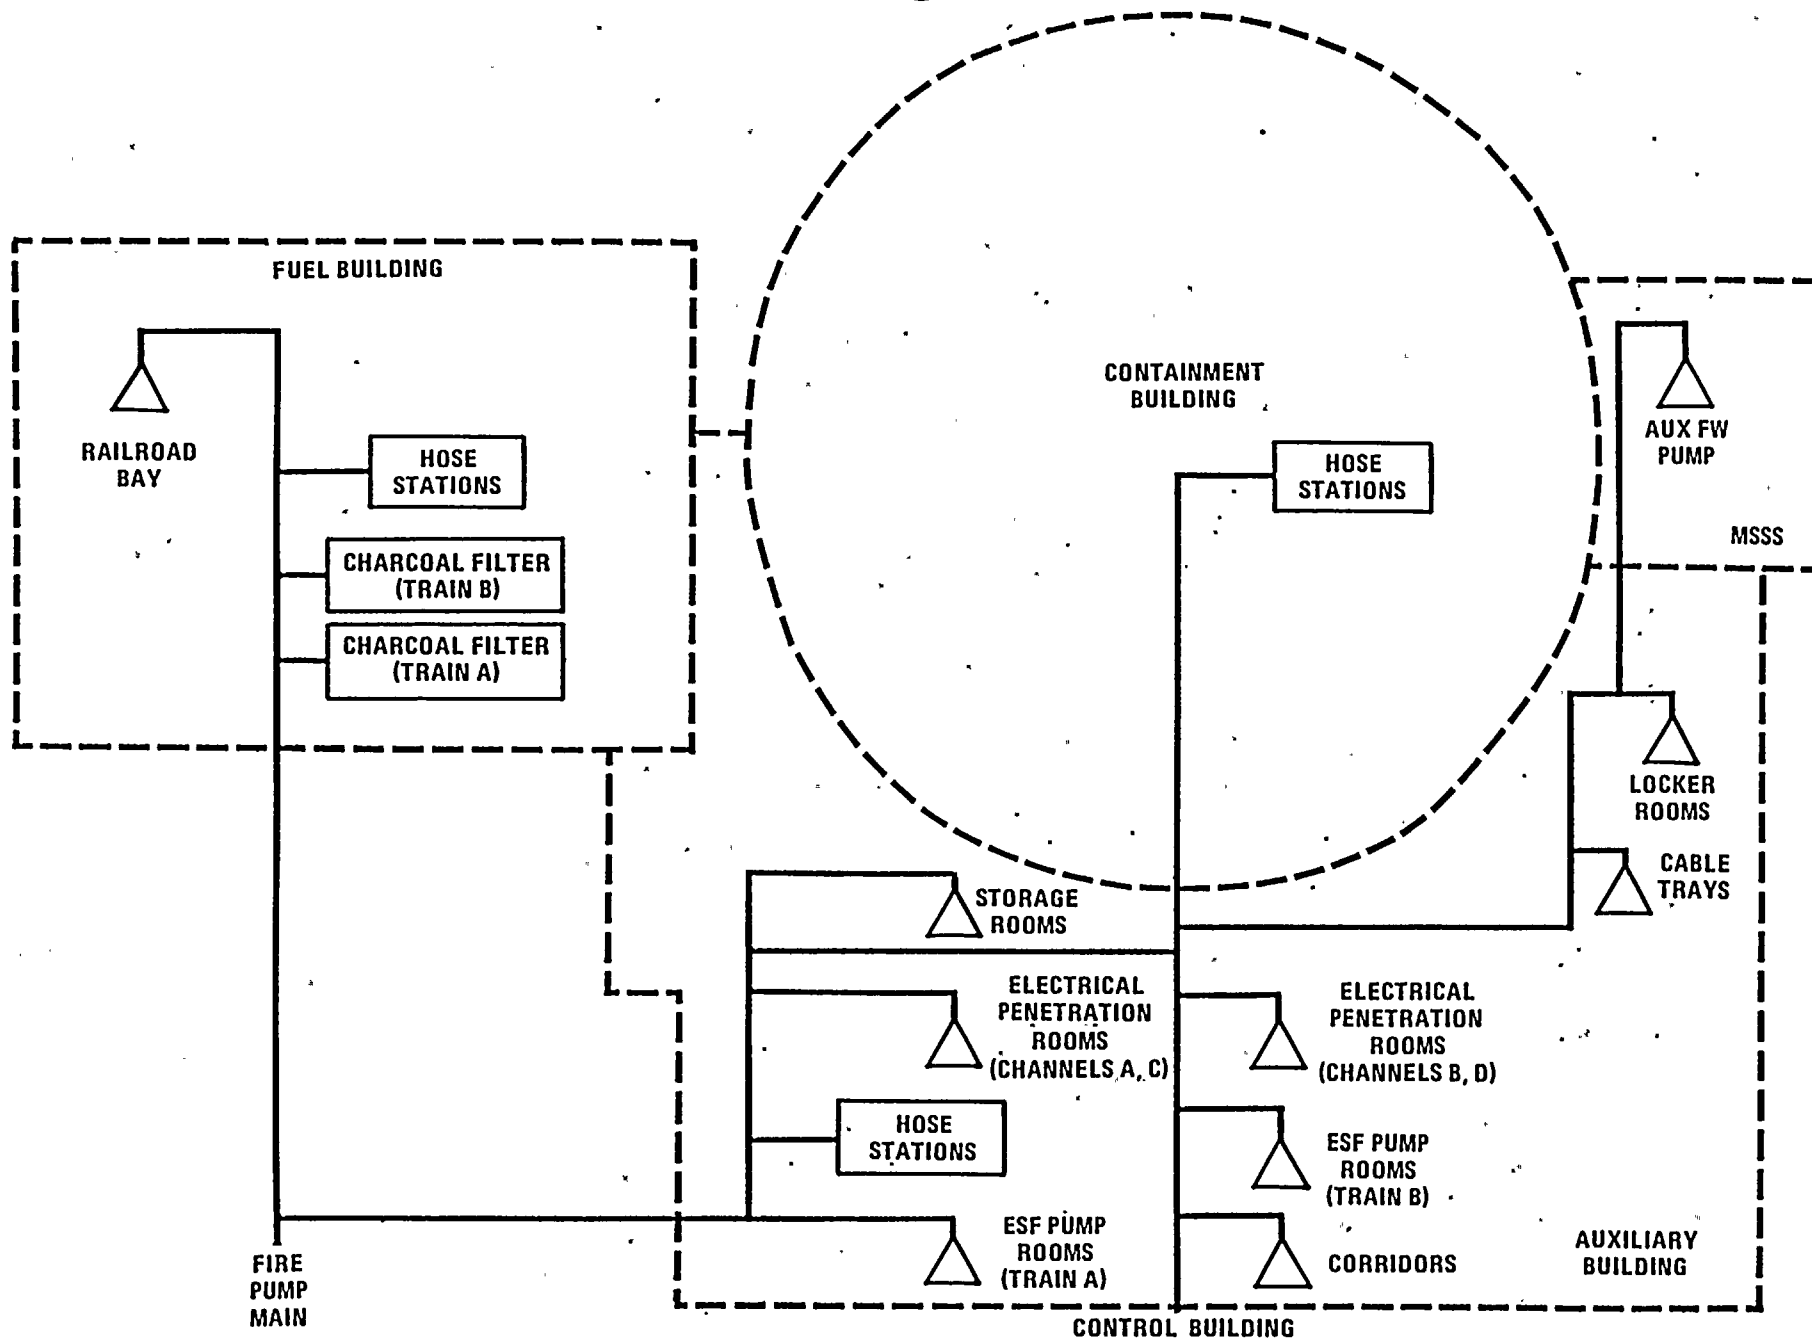 FUEL BUILDING
RAILROAD
BAY
HOSE
STATIONS
CHARCOAL FILTER
(TRAIN B)
CHARCOAL FILTER
(TRAIN A)
CONTAINMENT
BUILDING
HOSE
STATIONS
AUX FW
PUMP
MSSS
LOCKER
ROOMS
CABLE
TRAYS
STORAGE
ROOMS
ELECTRICAL
PENETRATION
ROOMS
(CHANNELS A, C)
ELECTRICAL
PENETRATION
ROOMS
(CHANNELS B, D)
HOSE
STATIONS
ESF PUMP
ROOMS
(TRAIN B)
ESF PUMP
ROOMS
(TRAIN A)
CORRIDORS
AUXILIARY
BUILDING
FIRE
PUMP
MAIN
CONTROL BUILDING